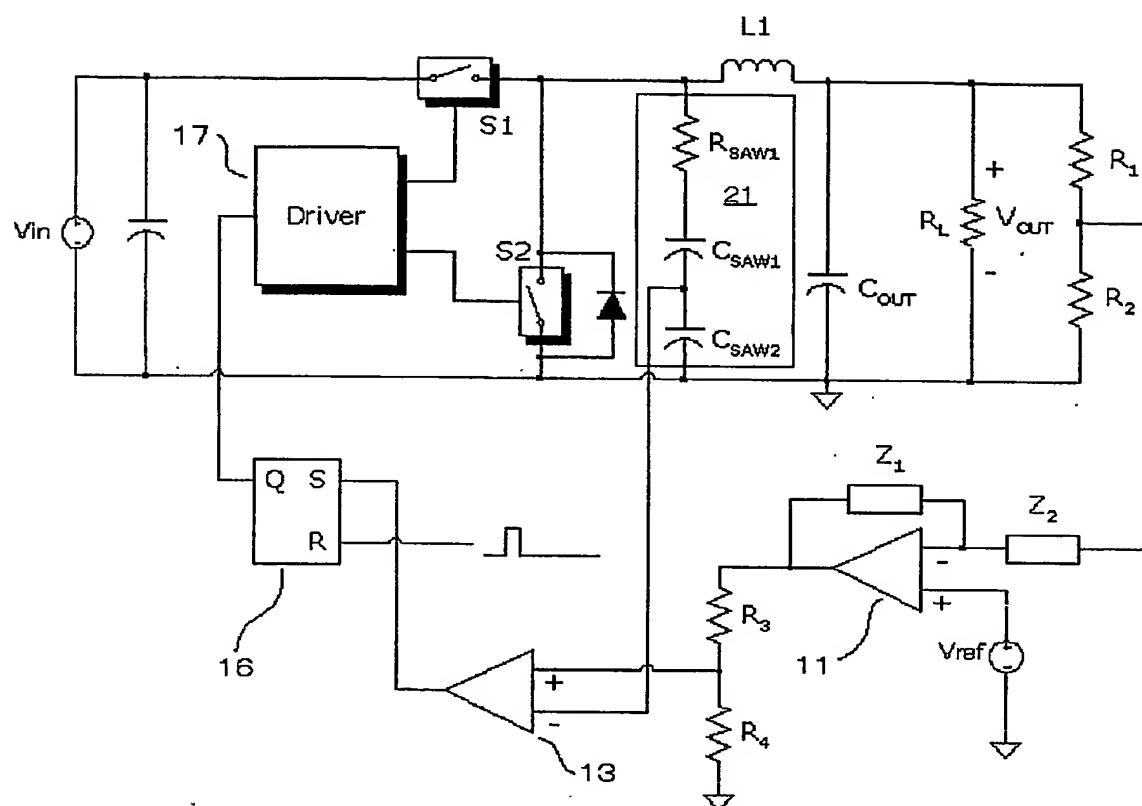 L1
S1
17
R_SAW1
+
R_1
21
Vin
Driver
R_L
V_OUT
S2
C_SAW1
-
C_OUT
R_2
C_SAW2
Z_1
Q S
Z_2
R
-
+
R_3
11
Vref
16
+
-
R_4
13